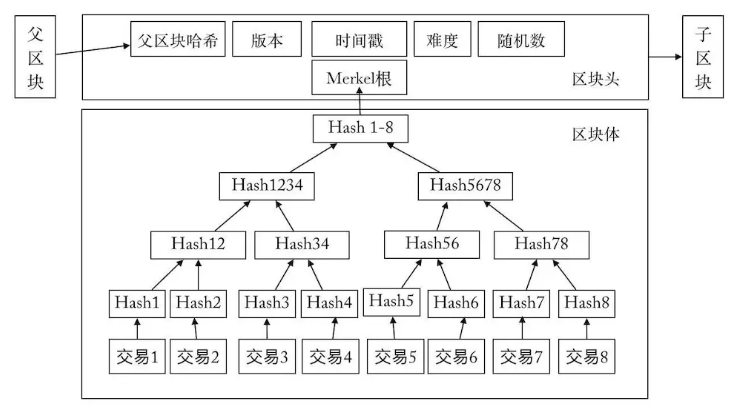 父区块
父区块哈希 版本 时间戳 难度 随机数
子区块
Merkel根
区块头
Hash 1-8
区块体
Hash1234 Hash5678
Hash12 Hash34 Hash56 Hash78
Hash1 Hash2 Hash3 Hash4 Hash5 Hash6 Hash7 Hash8
交易1 交易2 交易3 交易4 交易5 交易6 交易7 交易8